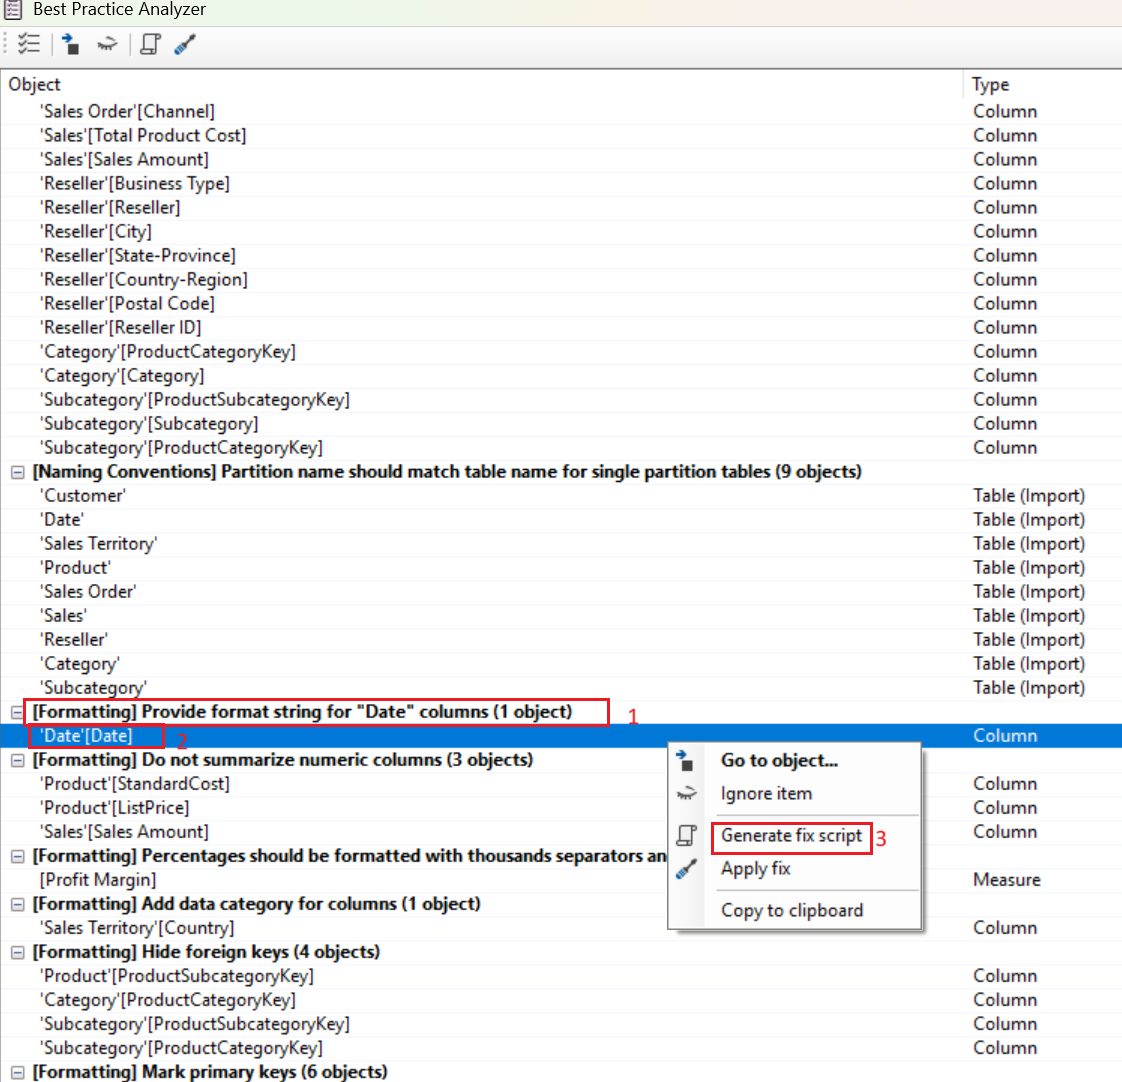 Best Practice Analyzer
Object Type
'Sales Order'[Channel] Column
'Sales'[Total Product Cost] Column
'Sales'[Sales Amount] Column
'Reseller'[Business Type] Column
'Reseller'[Reseller] Column
'Reseller'[City] Column
'Reseller'[State-Province] Column
'Reseller'[Country-Region] Column
'Reseller'[Postal Code] Column
'Reseller'[Reseller ID] Column
'Category'[ProductCategoryKey] Column
'Category'[Category] Column
'Subcategory'[ProductSubcategoryKey] Column
'Subcategory'[Subcategory] Column
'Subcategory'[ProductCategoryKey] Column
[Naming Conventions] Partition name should match table name for single partition tables (9 objects)
'Customer' Table (Import)
'Date' Table (Import)
'Sales Territory' Table (Import)
'Product' Table (Import)
'Sales Order' Table (Import)
'Sales' Table (Import)
'Reseller' Table (Import)
'Category' Table (Import)
'Subcategory' Table (Import)
[Formatting] Provide format string for "Date" columns (1 object) 1
'Date'[Date] 2 Column
[Formatting] Do not summarize numeric columns (3 objects)
'Product'[StandardCost] Column
'Product'[ListPrice] Column
'Sales'[Sales Amount] Column
[Formatting] Percentages should be formatted with thousands separators an
[Profit Margin] Measure
[Formatting] Add data category for columns (1 object)
'Sales Territory'[Country] Column
[Formatting] Hide foreign keys (4 objects)
'Product'[ProductSubcategoryKey] Column
'Category'[ProductCategoryKey] Column
'Subcategory'[ProductSubcategoryKey] Column
'Subcategory'[ProductCategoryKey] Column
[Formatting] Mark primary keys (6 objects)
Go to object...
Ignore item
Generate fix script 3
Apply fix
Copy to clipboard